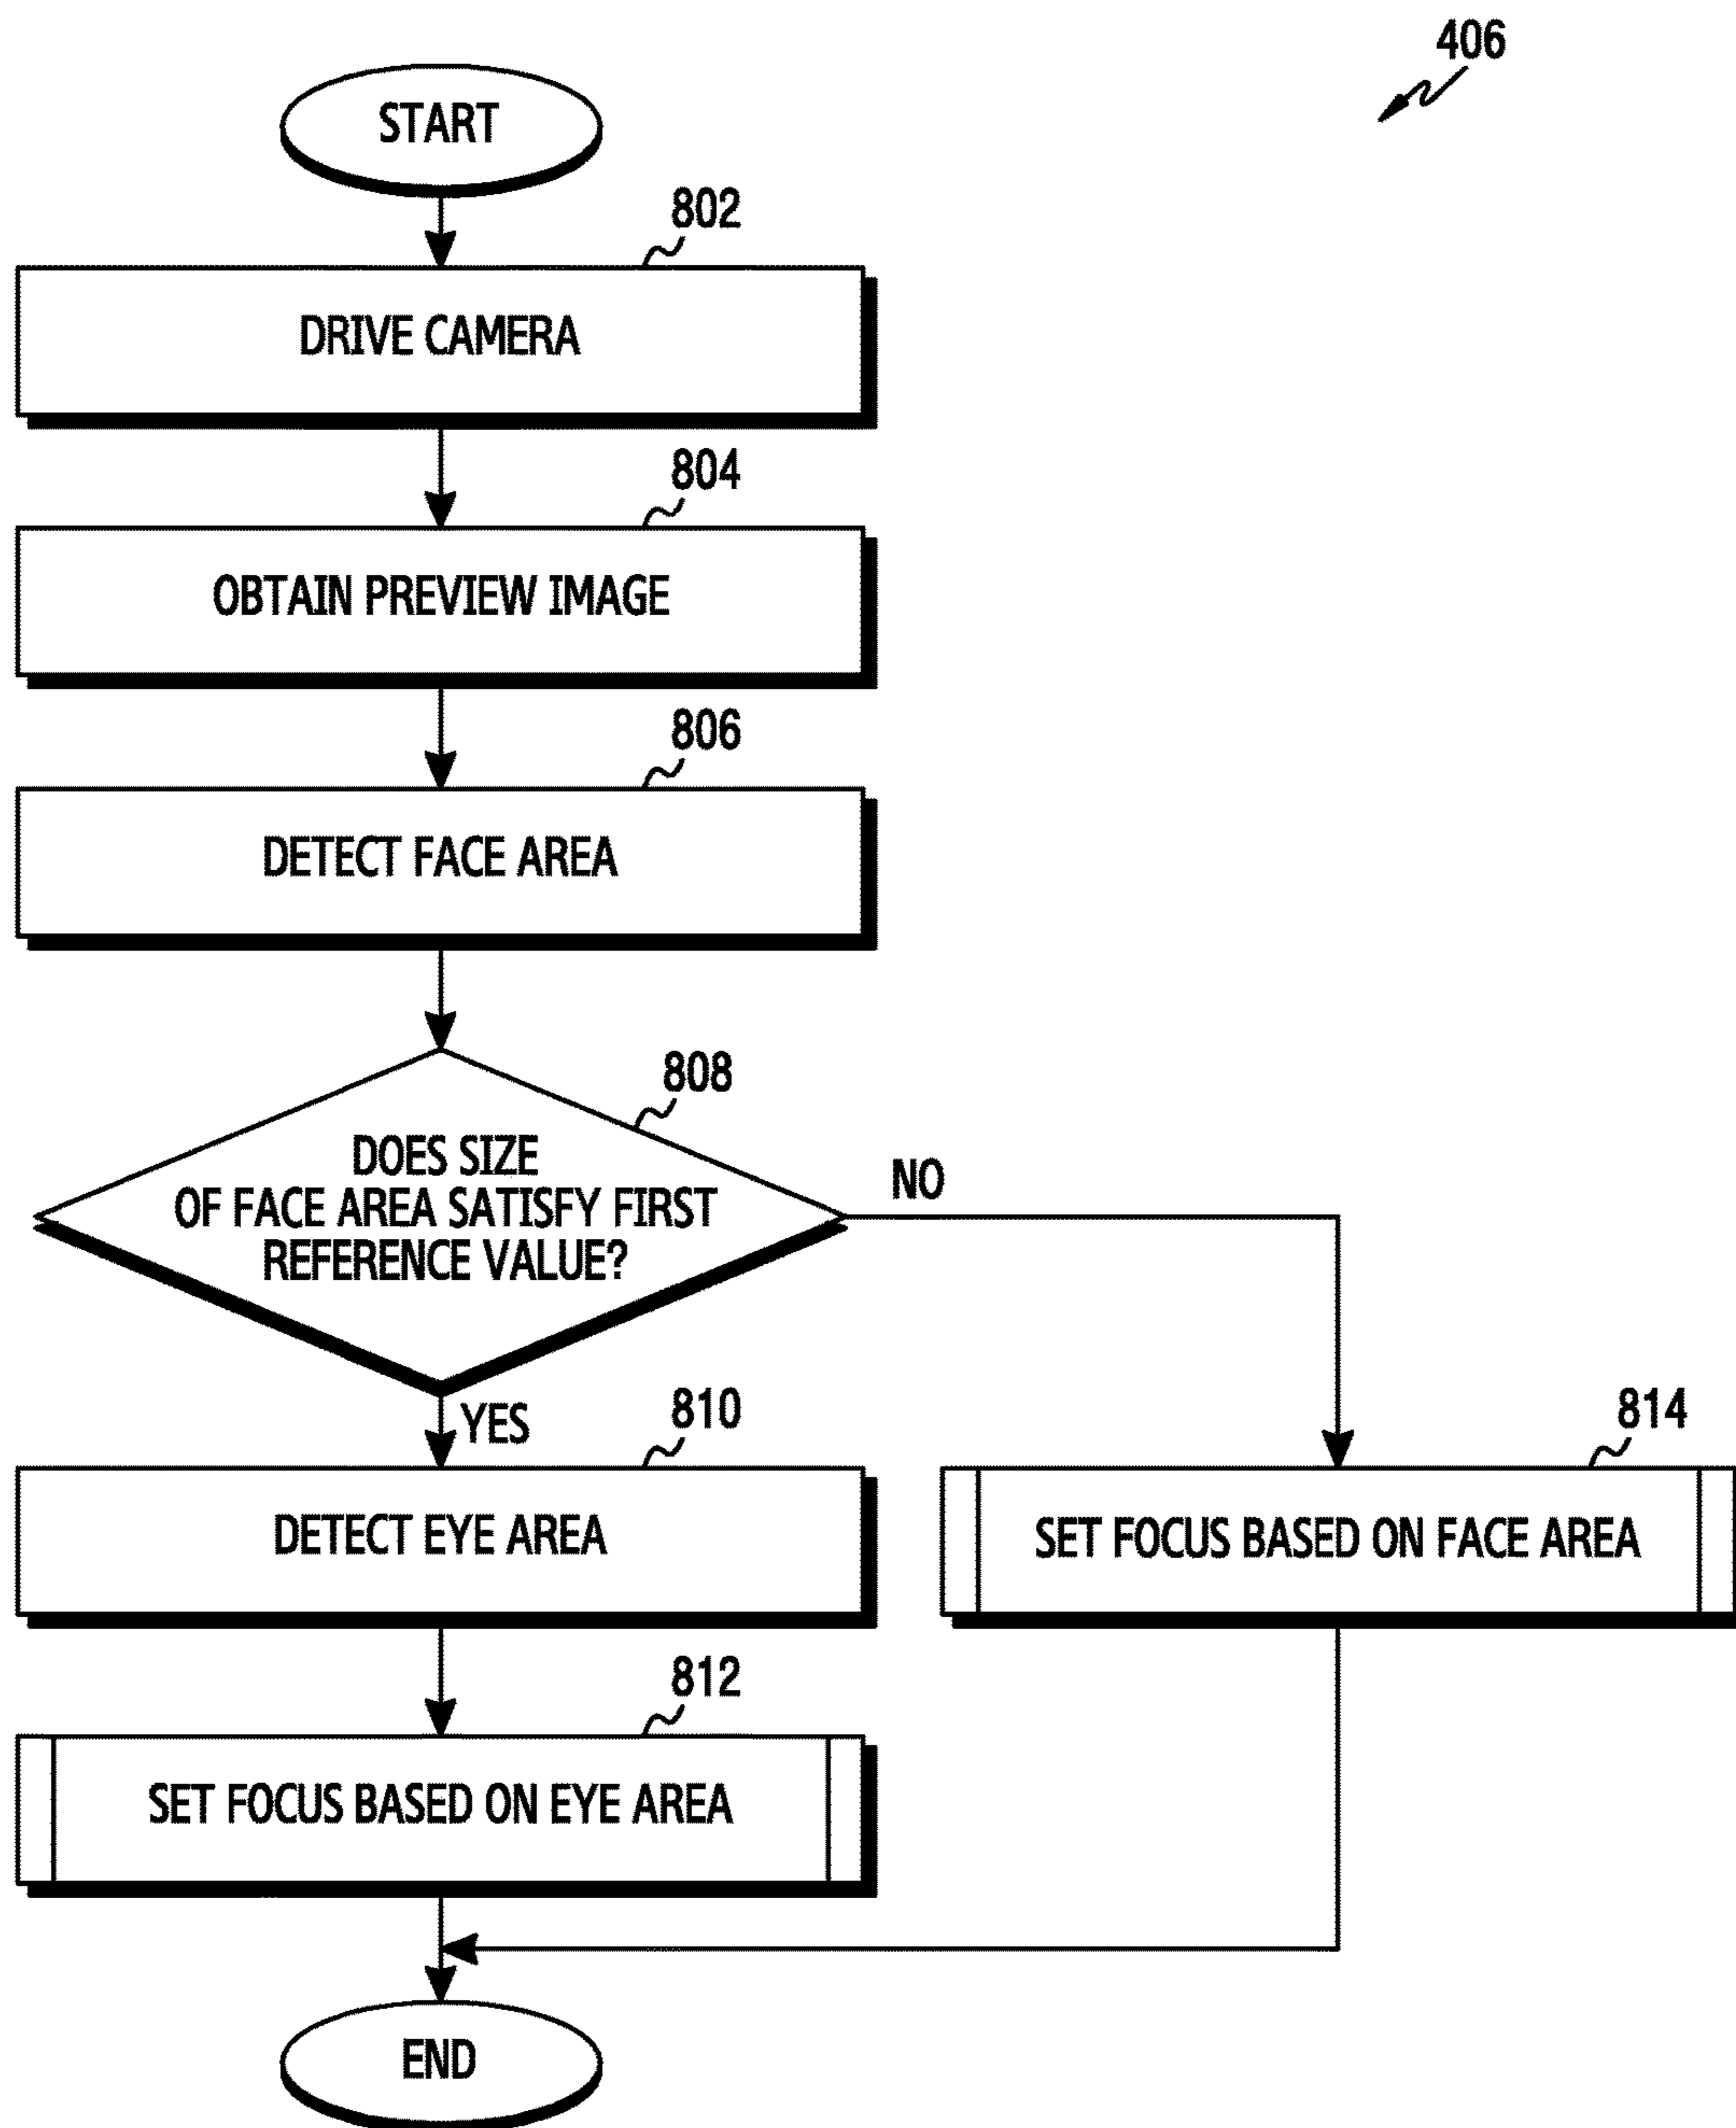 406
START
802
DRIVE CAMERA
804
OBTAIN PREVIEW IMAGE
806
DETECT FACE AREA
808
DOES SIZE
OF FACE AREA SATISFY FIRST
REFERENCE VALUE?
NO
YES
810
DETECT EYE AREA
814
SET FOCUS BASED ON FACE AREA
812
SET FOCUS BASED ON EYE AREA
END